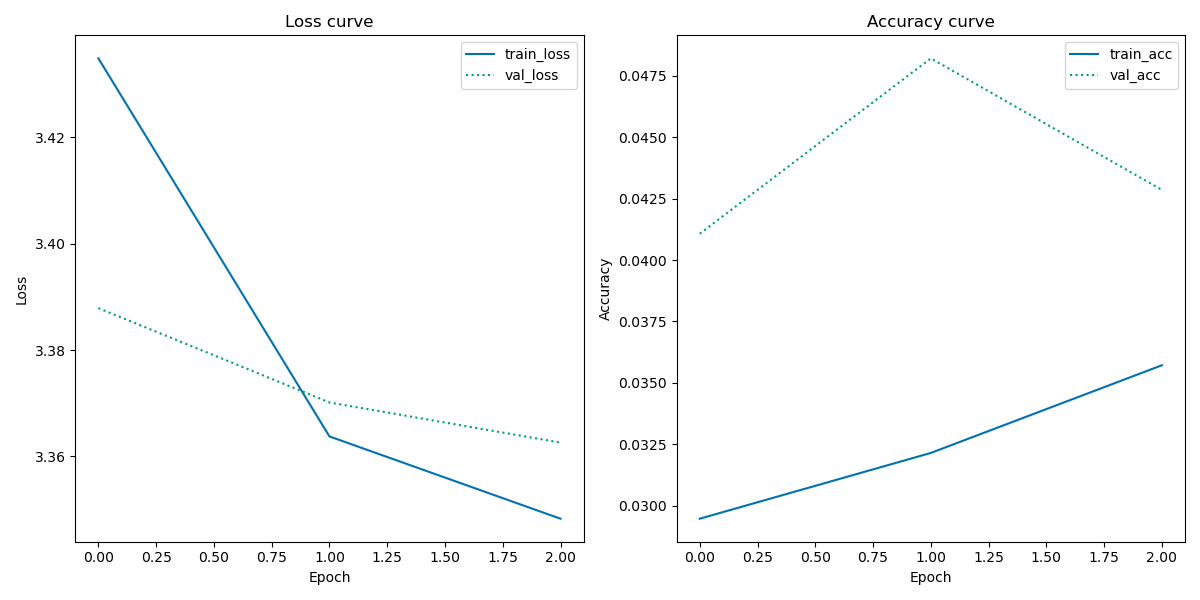 Loss curve
train_loss
val_loss
3.42
3.40
3.38
3.36
Loss
0.00 0.25 0.50 0.75 1.00 1.25 1.50 1.75 2.00
Epoch
Accuracy curve
train_acc
val_acc
0.0475
0.0450
0.0425
0.0400
0.0375
0.0350
0.0325
0.0300
Accuracy
0.00 0.25 0.50 0.75 1.00 1.25 1.50 1.75 2.00
Epoch